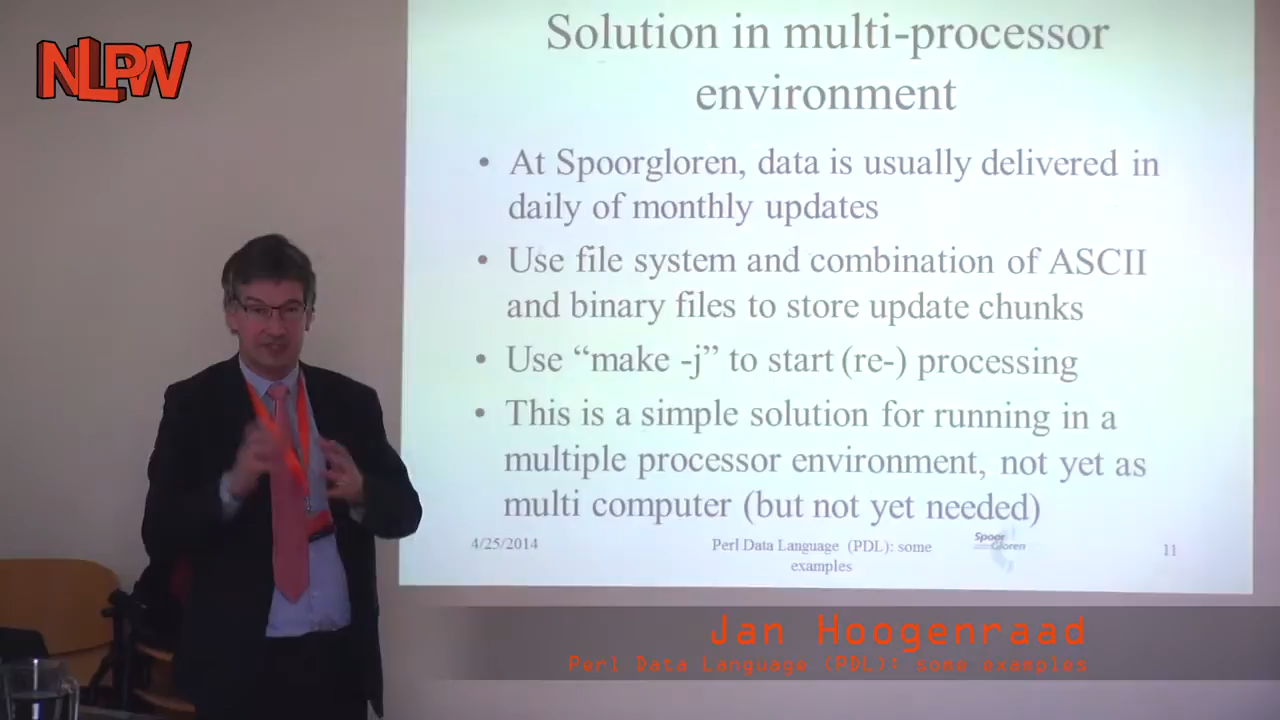 NLPW
Solution in multi-processor
environment
• At Spoorgloren, data is usually delivered in
daily of monthly updates
• Use file system and combination of ASCII
and binary files to store update chunks
• Use “make -j” to start (re-) processing
• This is a simple solution for running in a
multiple processor environment, not yet as
multi computer (but not yet needed)
4/25/2014
Perl Data Language (PDL): some
examples
Spoor
Gloren
11
Jan Hoogenraad
Perl Data Language (PDL): some examples